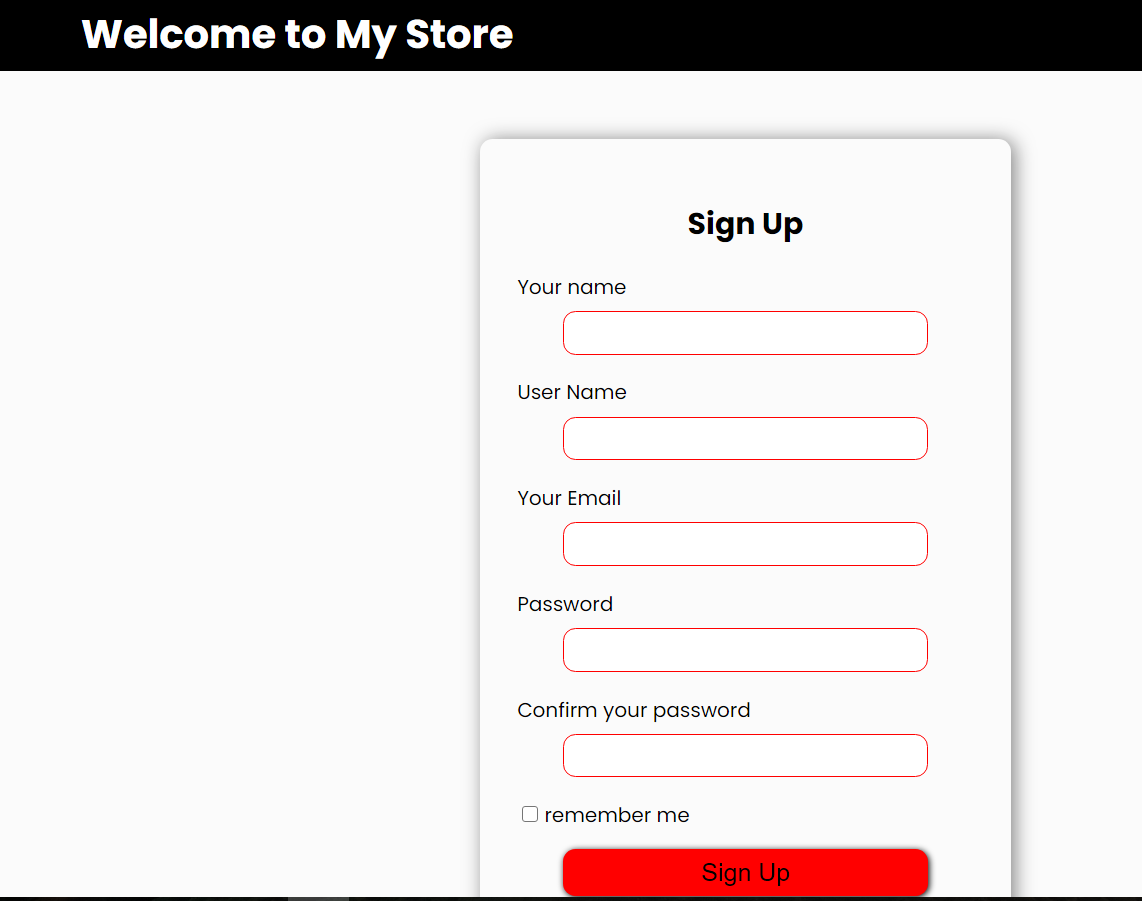 Welcome to My Store
Sign Up
Your name
User Name
Your Email
Password
Confirm your password
remember me
Sign Up